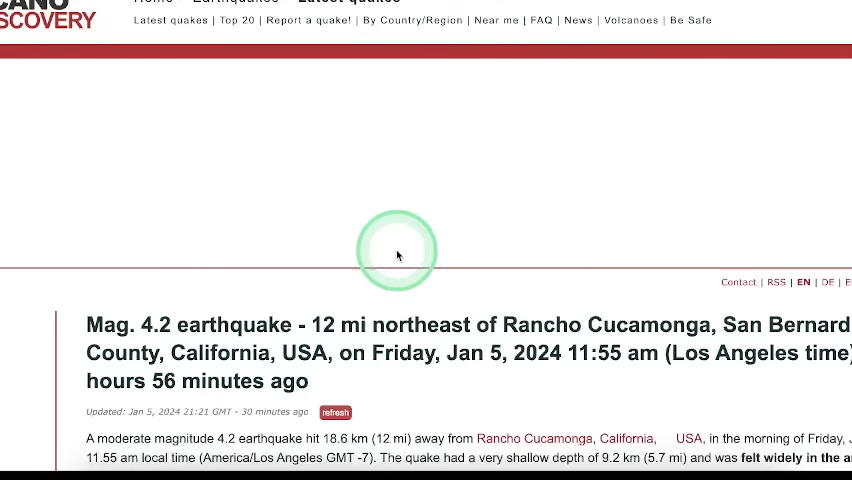 Latest quakes | Top 20 | Report a quake! | By Country/Region | Near me | FAQ | News | Volcanoes | Be Safe
SCOVERY
Contact | RSS | EN | DE |
Mag. 4.2 earthquake - 12 mi northeast of Rancho Cucamonga, San Bernard
County, California, USA, on Friday, Jan 5, 2024 11:55 am (Los Angeles time)
hours 56 minutes ago
Updated: Jan 5, 2024 21:21 GMT - 30 minutes ago refresh
A moderate magnitude 4.2 earthquake hit 18.6 km (12 mi) away from Rancho Cucamonga, California, USA, in the morning of Friday,
11.55 am local time (America/Los Angeles GMT -7). The quake had a very shallow depth of 9.2 km (5.7 mi) and was felt widely in the